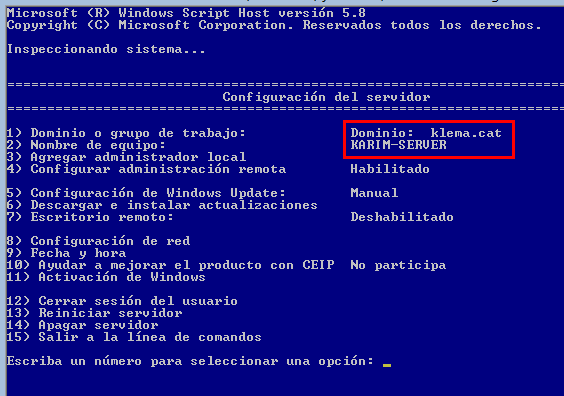 Microsoft (R) Windows Script Host versión 5.8
Copyright (C) Microsoft Corporation. Reservados todos los derechos.
Inspeccionando sistema...
===============================================================================
Configuración del servidor
===============================================================================
1) Dominio o grupo de trabajo: Dominio: klema.cat
2) Nombre de equipo: KARIM-SERVER
3) Agregar administrador local
4) Configurar administración remota Habilitado
5) Configuración de Windows Update: Manual
6) Descargar e instalar actualizaciones
7) Escritorio remoto: Deshabilitado
8) Configuración de red
9) Fecha y hora
10) Ayudar a mejorar el producto con CEIP No participa
11) Activación de Windows
12) Cerrar sesión del usuario
13) Reiniciar servidor
14) Apagar servidor
15) Salir a la línea de comandos
Escriba un número para seleccionar una opción: _